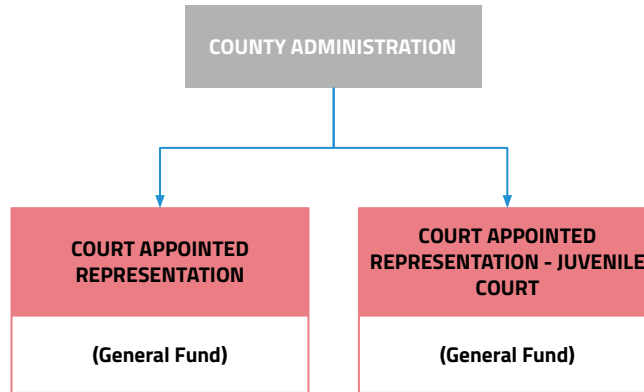 COUNTY ADMINISTRATION
COURT APPOINTED
REPRESENTATION
(General Fund)
COURT APPOINTED
REPRESENTATION - JUVENILE
COURT
(General Fund)